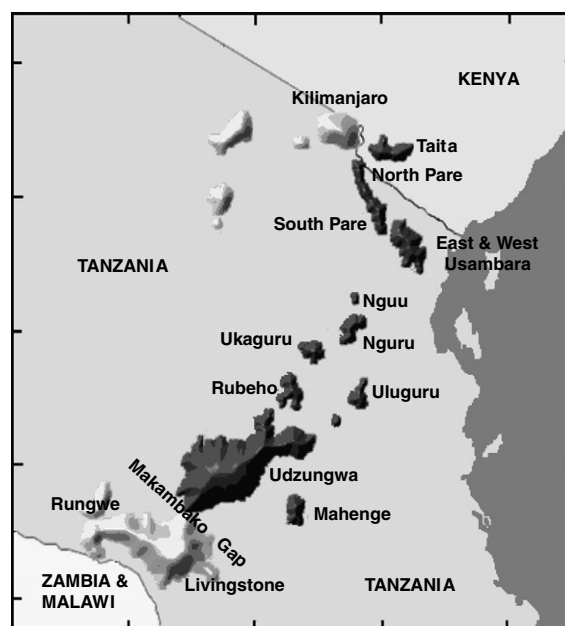 KENYA
Kilimanjaro
Taita
North Pare
South Pare
East & West
Usambara
TANZANIA
Nguu
Ukaguru
Nguru
Rubeho
Uluguru
Udzungwa
Makambako Gap
Rungwe
Mahenge
ZAMBIA &
MALAWI
Livingstone
TANZANIA